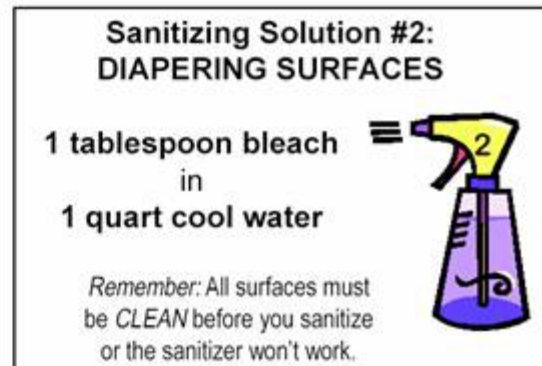 Sanitizing Solution #2:
DIAPERING SURFACES
1 tablespoon bleach
in
1 quart cool water
2
Remember: All surfaces must
be CLEAN before you sanitize
or the sanitizer won't work.